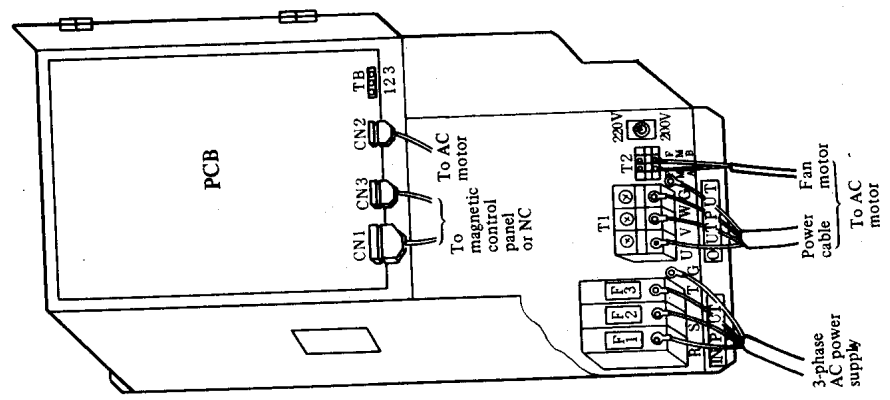 PCB
TB
1 2 3
CN2
CN3
CN1
To AC
motor
To
magnetic
control
panel
or NC
220V
200V
T2
F
M
T1
U V W G
G
OUTPUT
F1 F2 F3
R S T
INPUT
Fan
motor
Power
cable
To AC
motor
3-phase
AC power
supply